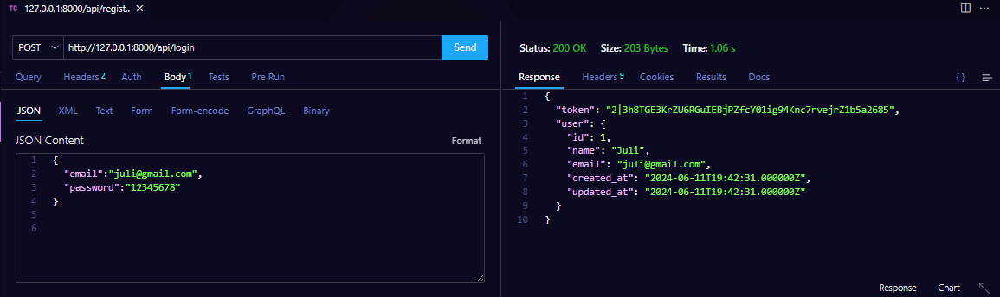 TC 127.0.0.1:8000/api/regist.. ×
POST http://127.0.0.1:8000/api/login Send
Query Headers 2 Auth Body 1 Tests Pre Run
JSON XML Text Form Form-encode GraphQL Binary
JSON Content Format
1 {
2 "email":"juli@gmail.com",
3 "password":"12345678"
4 }
5
6
Status: 200 OK Size: 203 Bytes Time: 1.06 s
Response Headers 9 Cookies Results Docs { }
1 {
2 "token": "2|3h8TGE3KrZU6RGuIEBjPZfcY01ig94Knc7rvejrZ1b5a2685",
3 "user": {
4 "id": 1,
5 "name": "Juli",
6 "email": "juli@gmail.com",
7 "created_at": "2024-06-11T19:42:31.000000Z",
8 "updated_at": "2024-06-11T19:42:31.000000Z"
9 }
10 }
Response Chart